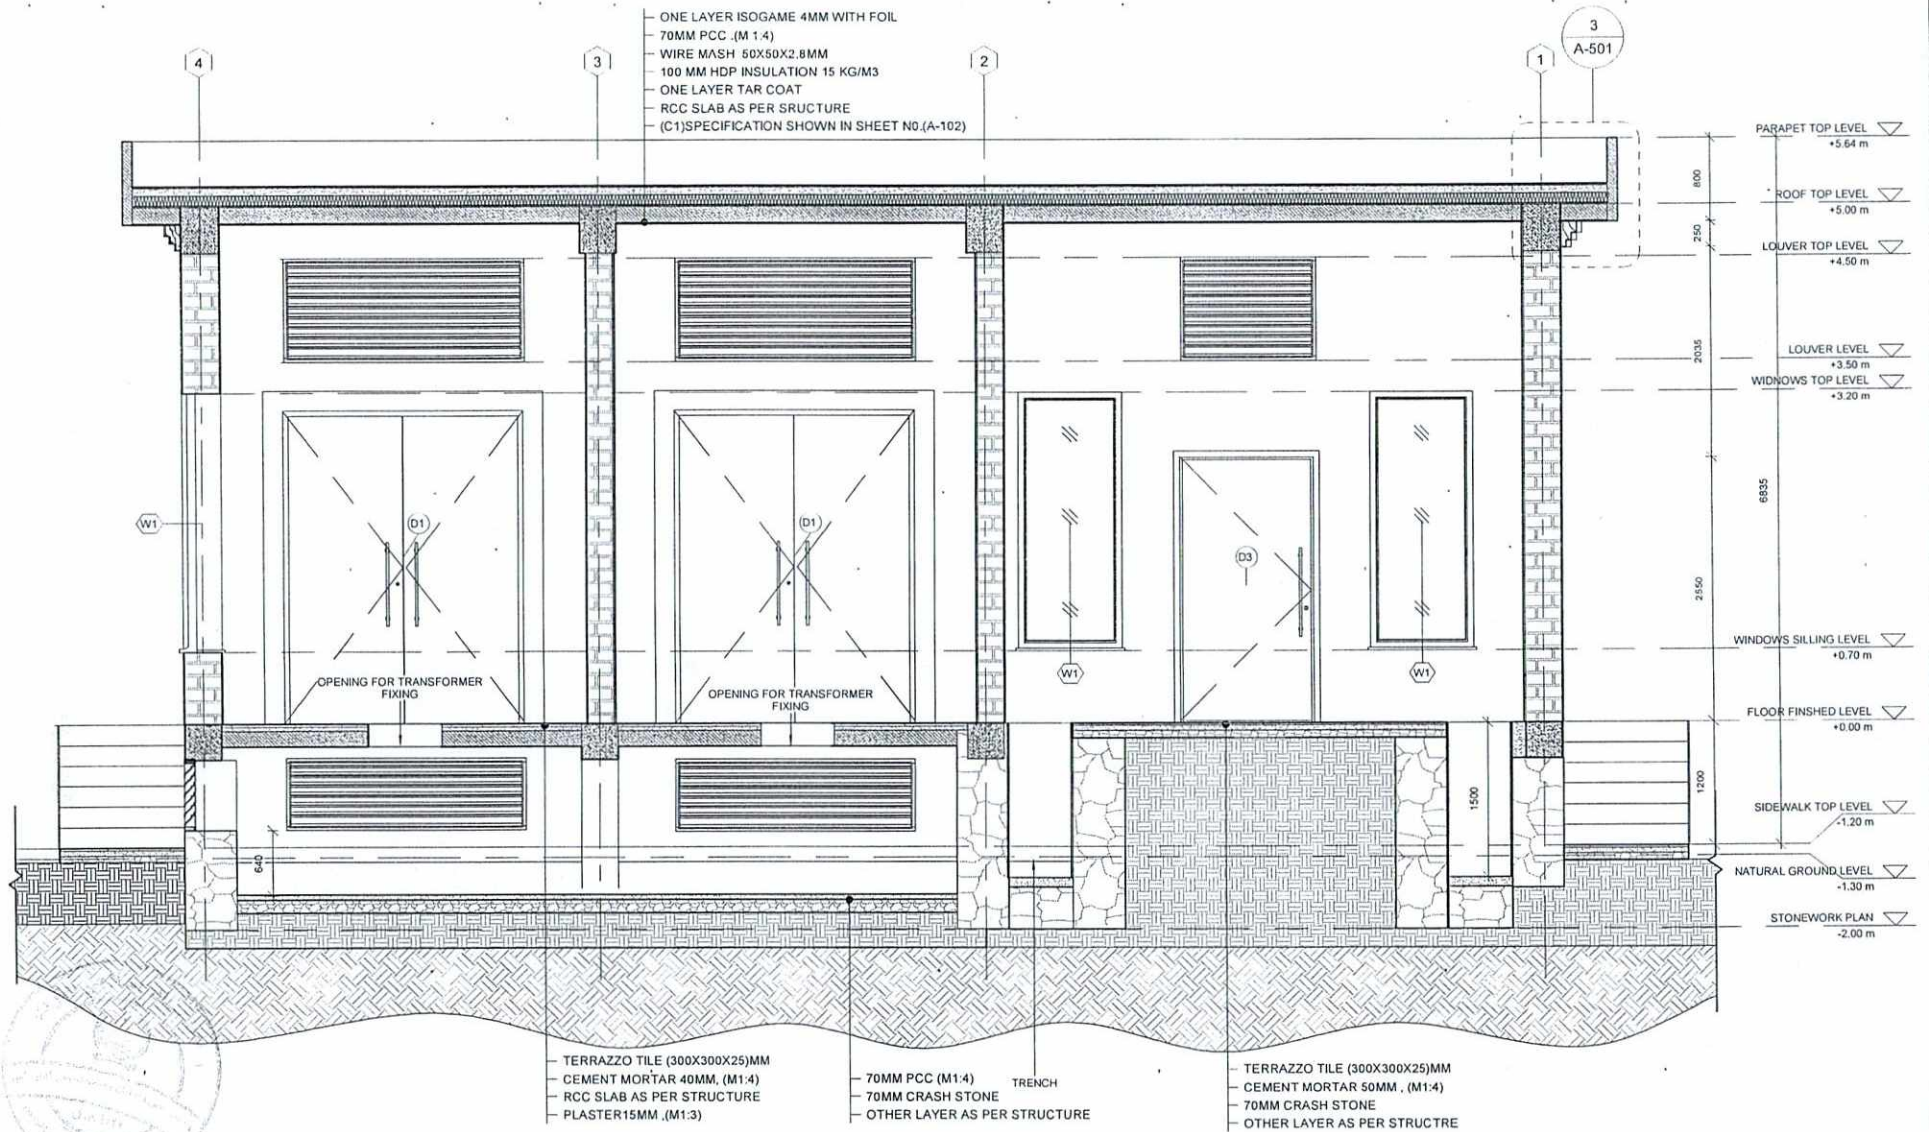 ONE LAYER ISOGAME 4MM WITH FOIL
70MM PCC .(M 1:4)
WIRE MASH 50X50X2.8MM
100 MM HDP INSULATION 15 KG/M3
ONE LAYER TAR COAT
RCC SLAB AS PER SRUCTURE
(C1)SPECIFICATION SHOWN IN SHEET N0.(A-102)
4
3
2
1
3
A-501
PARAPET TOP LEVEL
+5.64 m
ROOF TOP LEVEL
+5.00 m
LOUVER TOP LEVEL
+4.50 m
LOUVER LEVEL
+3.50 m
WIDNOWS TOP LEVEL
+3.20 m
WINDOWS SILLING LEVEL
+0.70 m
FLOOR FINSHED LEVEL
+0.00 m
SIDEWALK TOP LEVEL
-1.20 m
NATURAL GROUND LEVEL
-1.30 m
STONEWORK PLAN
-2.00 m
800
250
2035
2550
1200
6835
1500
640
W1
D1
D1
D3
W1
W1
OPENING FOR TRANSFORMER
FIXING
OPENING FOR TRANSFORMER
FIXING
TERRAZZO TILE (300X300X25)MM
CEMENT MORTAR 40MM, (M1:4)
RCC SLAB AS PER STRUCTURE
PLASTER15MM ,(M1:3)
70MM PCC (M1:4)
70MM CRASH STONE
OTHER LAYER AS PER STRUCTURE
TRENCH
TERRAZZO TILE (300X300X25)MM
CEMENT MORTAR 50MM , (M1:4)
70MM CRASH STONE
OTHER LAYER AS PER STRUCTRE